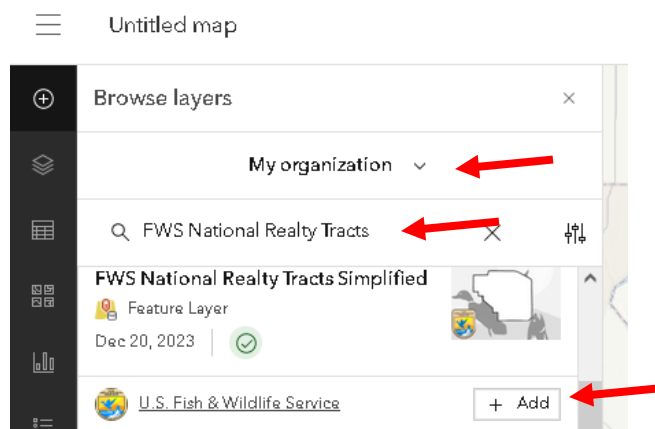 Untitled map
Browse layers
My organization
FWS National Realty Tracts
FWS National Realty Tracts Simplified
Feature Layer
Dec 20, 2023
U.S. Fish & Wildlife Service
+ Add